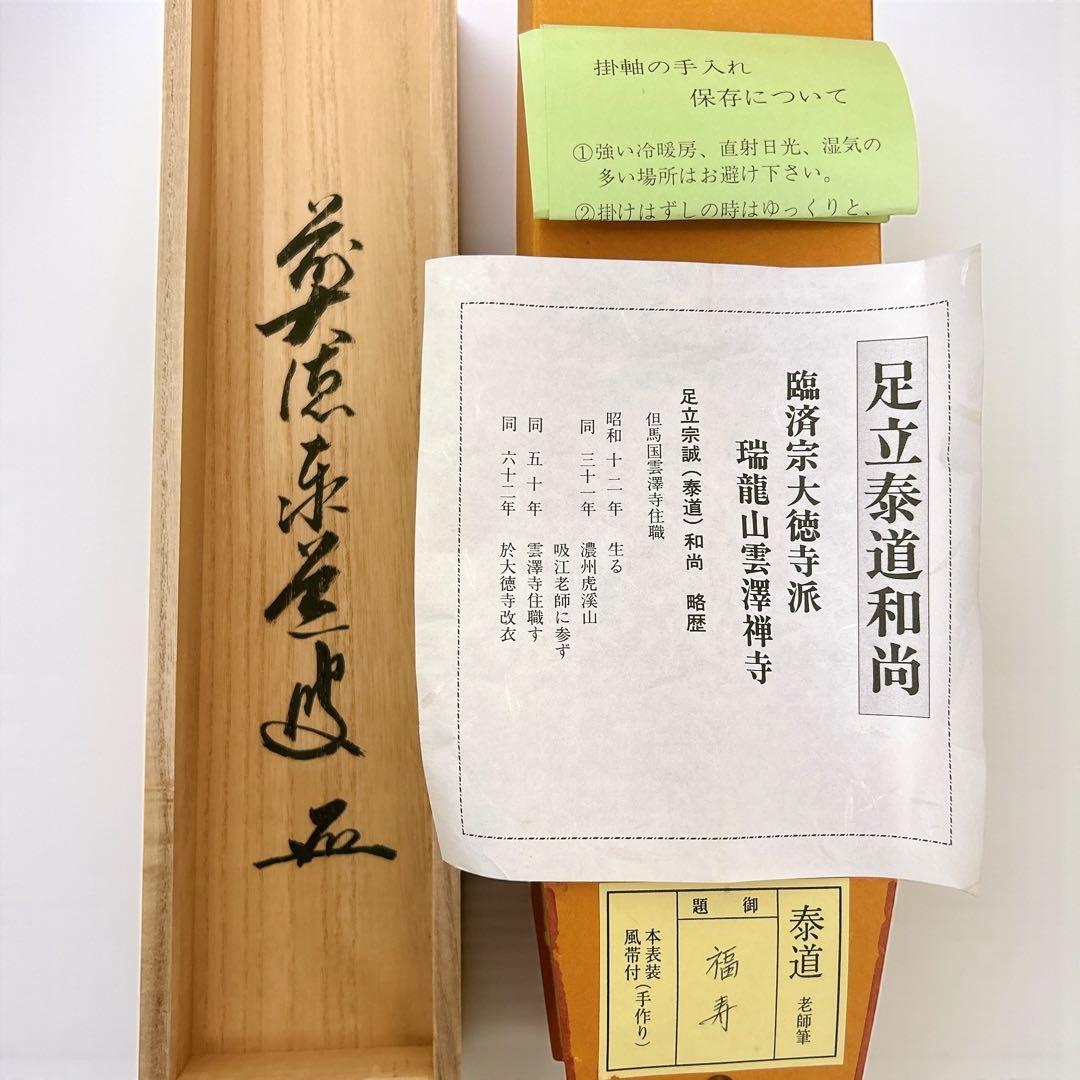 掛軸の手入れ
保存について
①強い冷暖房、直射日光、湿気の
多い場所はお避け下さい。
②掛けはずしの時はゆっくりと、
足立泰道和尚
臨済宗大徳寺派
瑞龍山雲澤禅寺
足立宗誠(泰道)和尚 略歴
但馬国雲澤寺住職
昭和 十二年 生る
同 三十一年 濃州虎溪山
吸江老師に参ず
同 五十年 雲澤寺住職す
同 六十二年 於大徳寺改衣
泰道 老師筆
御題
福寿
本表装
風帯付(手作り)